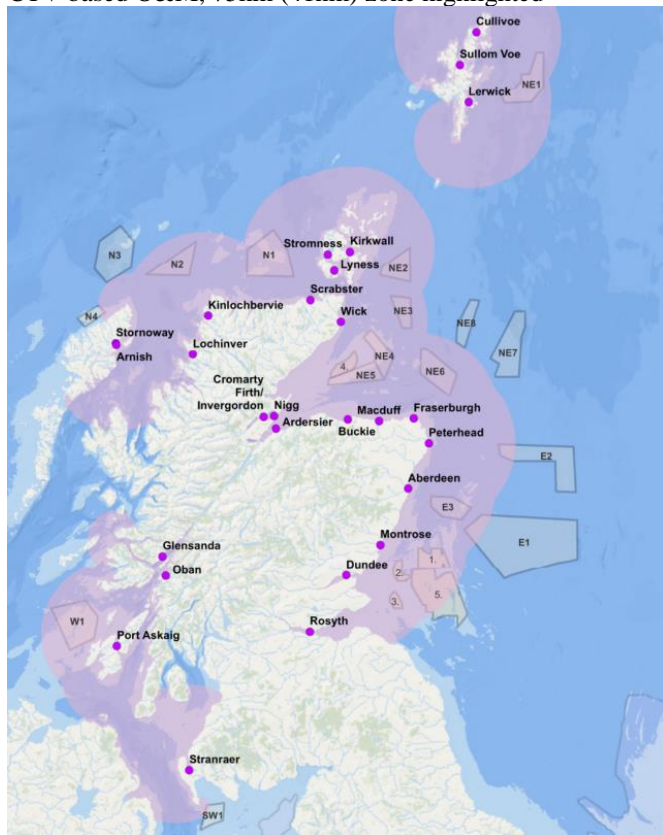 Cullivoe
Sullom Voe
NE1
Lerwick
N3
N2
N1
Stromness
Kirkwall
Lyness
NE2
Scrabster
N4
Kinlochbervie
Wick
NE3
NE8
Stornoway
Arnish
Lochinver
NE4
4.
NE5
NE6
NE7
Cromarty
Firth/
Invergordon
Nigg
Ardersier
Macduff
Fraserburgh
Buckie
Peterhead
E2
Aberdeen
E3
E1
Montrose
Glensanda
1.
Oban
Dundee
2.
3.
5.
W1
Rosyth
Port Askaig
Stranraer
SW1